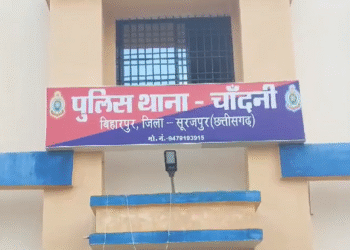 पुलिस थाना - चाँदनी
बिहारपुर, जिला – सूरजपुर(छत्तीसगढ़)
मो. नं.-9479193915